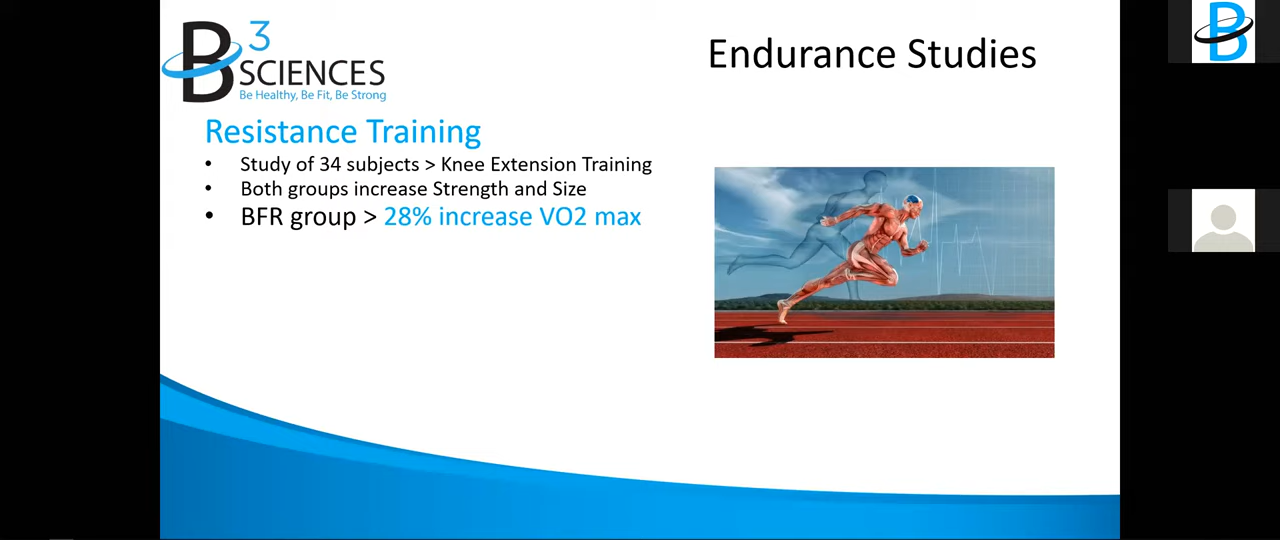 B3 SCIENCES
Be Healthy, Be Fit, Be Strong
Endurance Studies
Resistance Training
• Study of 34 subjects > Knee Extension Training
• Both groups increase Strength and Size
• BFR group > 28% increase VO2 max
B